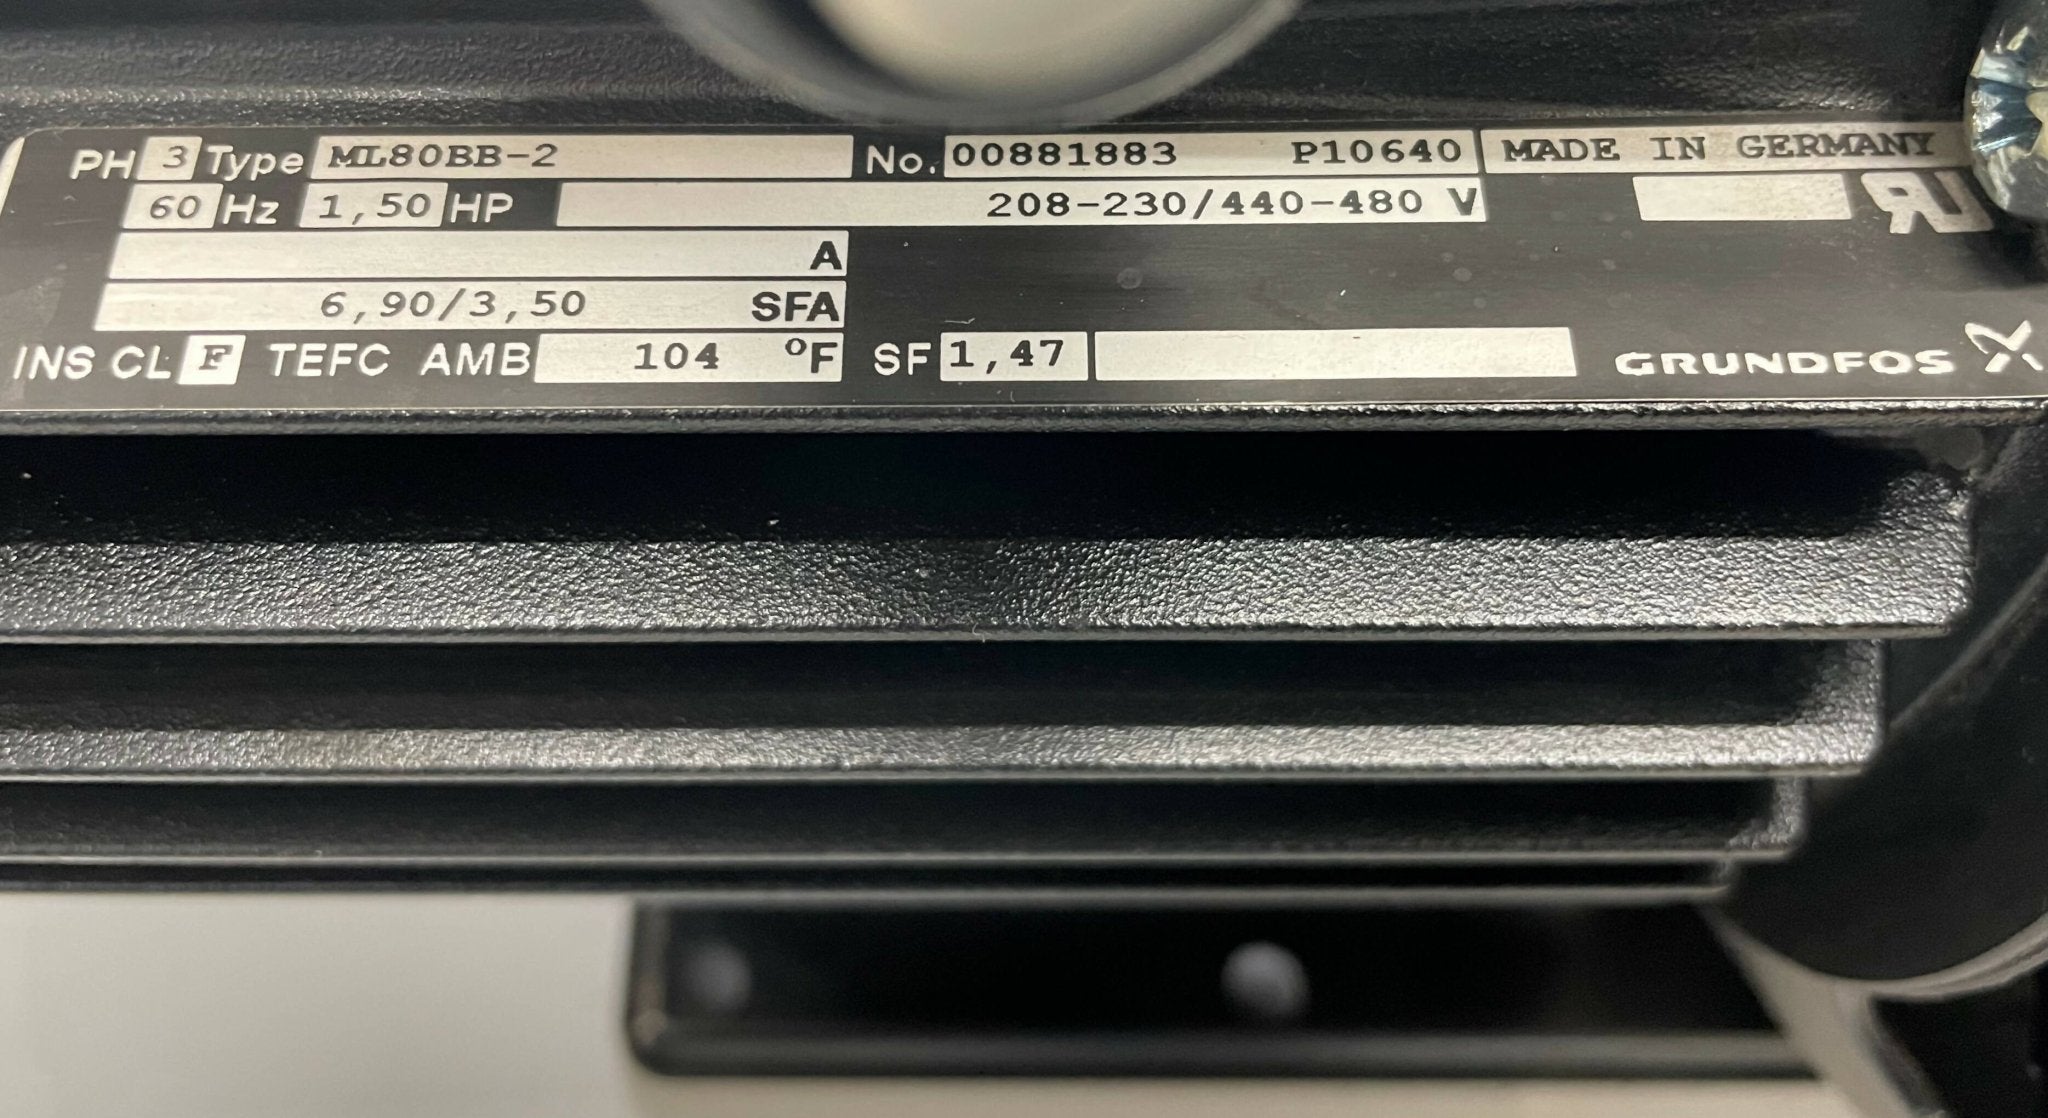 PH 3 Type ML80BB-2 No. 00881883 P10640 MADE IN GERMANY
60 Hz 1,50 HP 208-230/440-480 V
A
6,90/3,50 SFA
INS CL F TEFC AMB 104 °F SF 1,47 GRUNDFOS